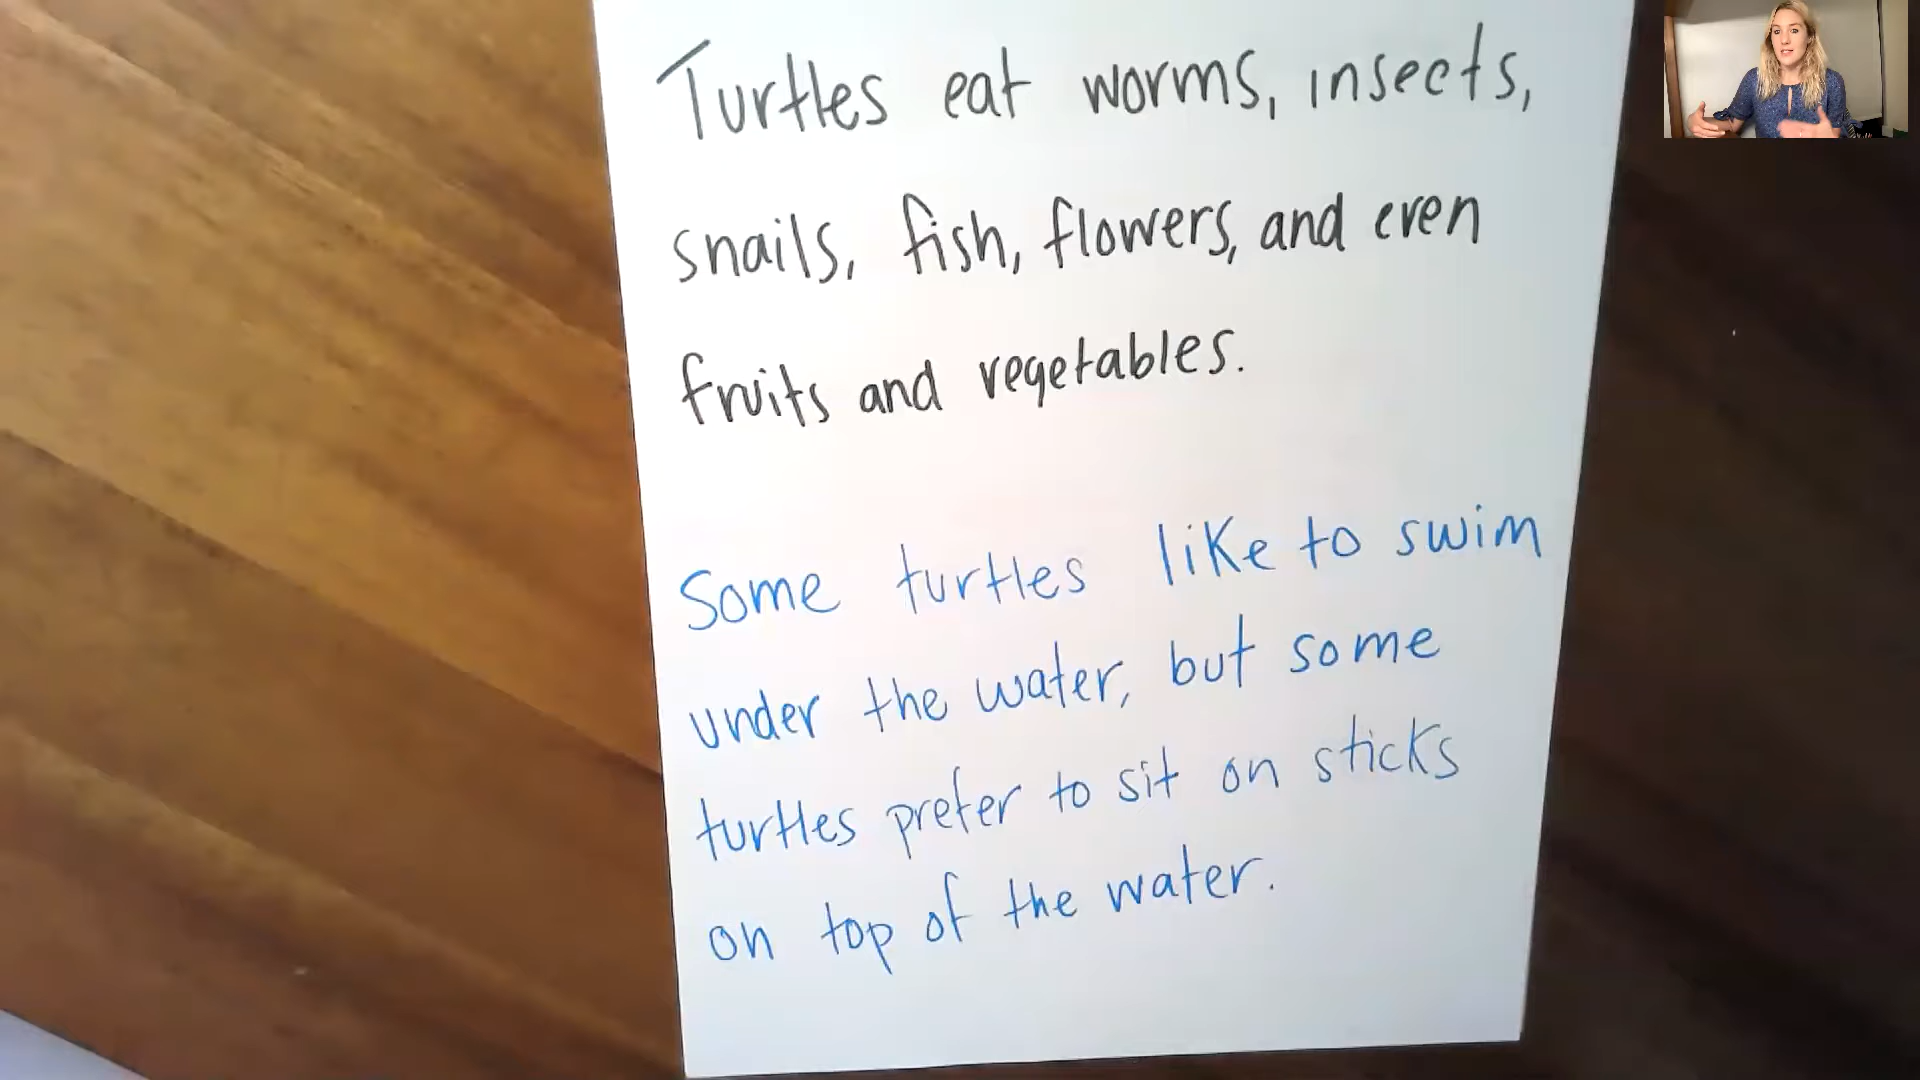 Turtles eat worms, insects,
snails, fish, flowers, and even
fruits and vegetables.
Some turtles like to swim
under the water, but some
turtles prefer to sit on sticks
on top of the water.